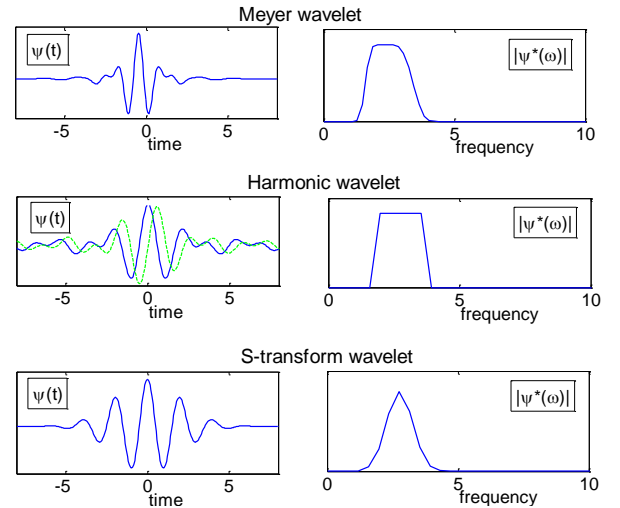 Meyer wavelet
ψ(t)
|ψ*(ω)|
-5 0 5
time
0 5 10
frequency
Harmonic wavelet
ψ(t)
|ψ*(ω)|
-5 0 5
time
0 5 10
frequency
S-transform wavelet
ψ(t)
|ψ*(ω)|
-5 0 5
time
0 5 10
frequency